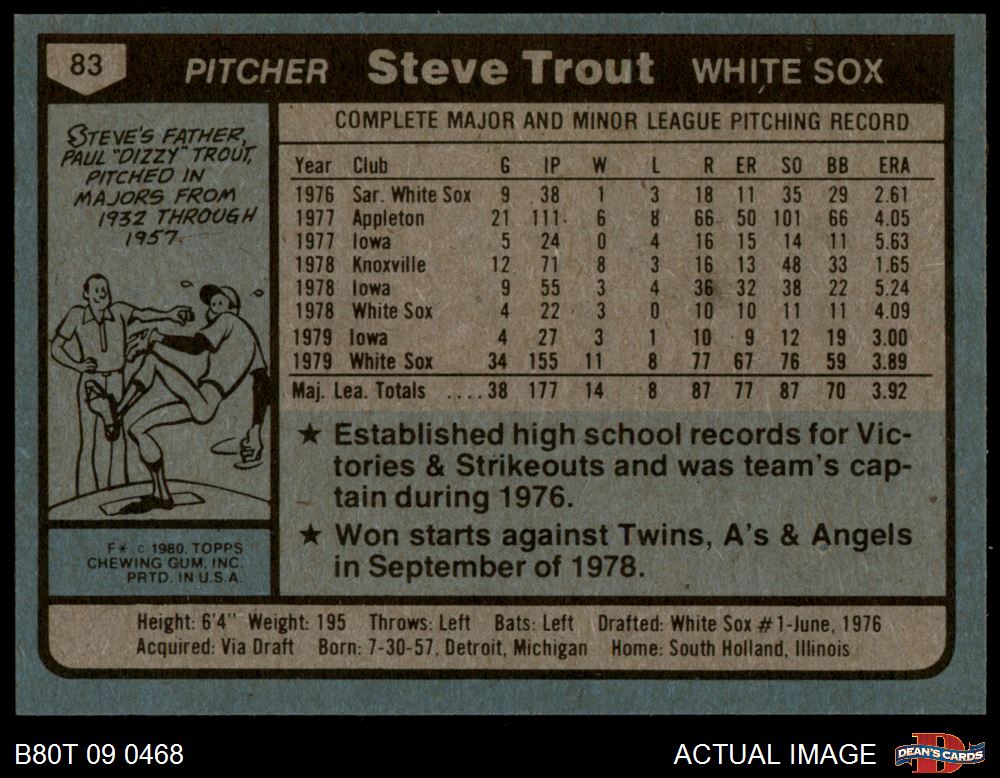 83 PITCHER Steve Trout WHITE SOX
STEVE'S FATHER,
PAUL "DIZZY" TROUT,
PITCHED IN
MAJORS FROM
1932 THROUGH
1957.
COMPLETE MAJOR AND MINOR LEAGUE PITCHING RECORD
Year Club G IP W L R ER SO BB ERA
1976 Sar. White Sox 9 38 1 3 18 11 35 29 2.61
1977 Appleton 21 111 6 8 66 50 101 66 4.05
1977 Iowa 5 24 0 4 16 15 14 11 5.63
1978 Knoxville 12 71 8 3 16 13 48 33 1.65
1978 Iowa 9 55 3 4 36 32 38 22 5.24
1978 White Sox 4 22 3 0 10 10 11 11 4.09
1979 Iowa 4 27 3 1 10 9 12 19 3.00
1979 White Sox 34 155 11 8 77 67 76 59 3.89
Maj. Lea. Totals ....38 177 14 8 87 77 87 70 3.92
★ Established high school records for Vic-
tories & Strikeouts and was team's cap-
tain during 1976.
★ Won starts against Twins, A's & Angels
in September of 1978.
F* © 1980. TOPPS
CHEWING GUM, INC.
PRTD. IN U.S.A.
Height: 6'4" Weight: 195 Throws: Left Bats: Left Drafted: White Sox #1-June, 1976
Acquired: Via Draft Born: 7-30-57, Detroit, Michigan Home: South Holland, Illinois
B80T 09 0468 ACTUAL IMAGE DEAN'S CARDS